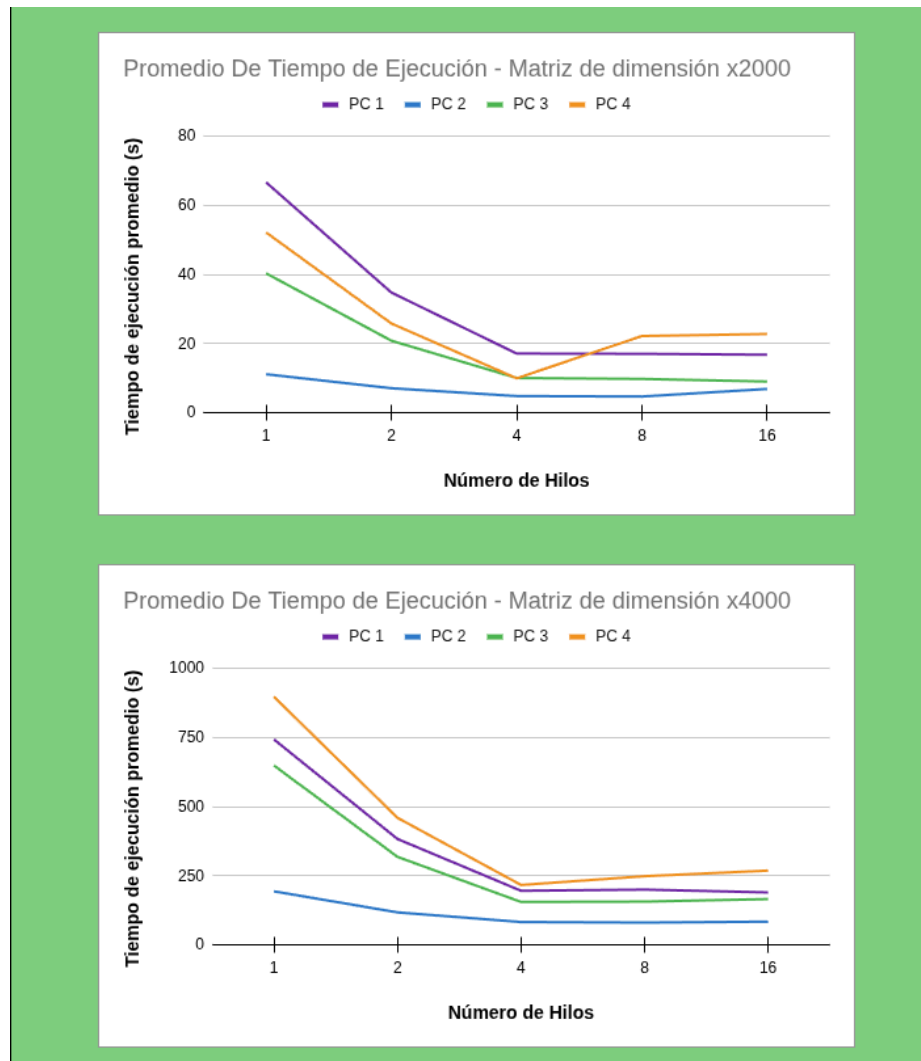 Promedio De Tiempo de Ejecución - Matriz de dimensión x2000
PC 1 PC 2 PC 3 PC 4
Tiempo de ejecución promedio (s)
80
60
40
20
0
1 2 4 8 16
Número de Hilos
Promedio De Tiempo de Ejecución - Matriz de dimensión x4000
PC 1 PC 2 PC 3 PC 4
Tiempo de ejecución promedio (s)
1000
750
500
250
0
1 2 4 8 16
Número de Hilos